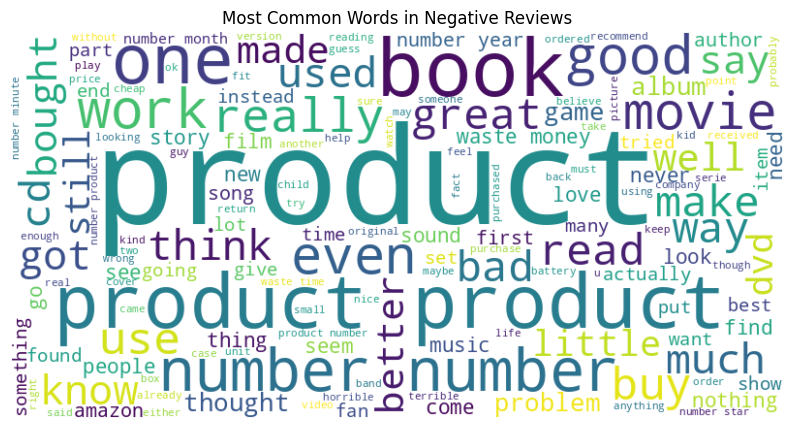 Most Common Words in Negative Reviews
without number month version reading ordered recommend
one made book good say author
play part guess number year probably
price ok used fit bought end cheap instead sure someone believe album point
number minute work really great game movie picture
looking story film another help may watch waste money take tried kid received need item
guy song new child feel fact purchased back love must using never serie company well
cd still number product product make
lot return try time original sound first many keep way
enough kind two think even set bad read look though dvd
got real wrong see going give maybe battery u actually
cover waste time purchase
go came nice small put best
product product
something use thing product number life better little want find
found seem music much show
right people case unit number number order
know box already band horrible terrible buy anything nothing
said amazon either thought video fan come problem number star